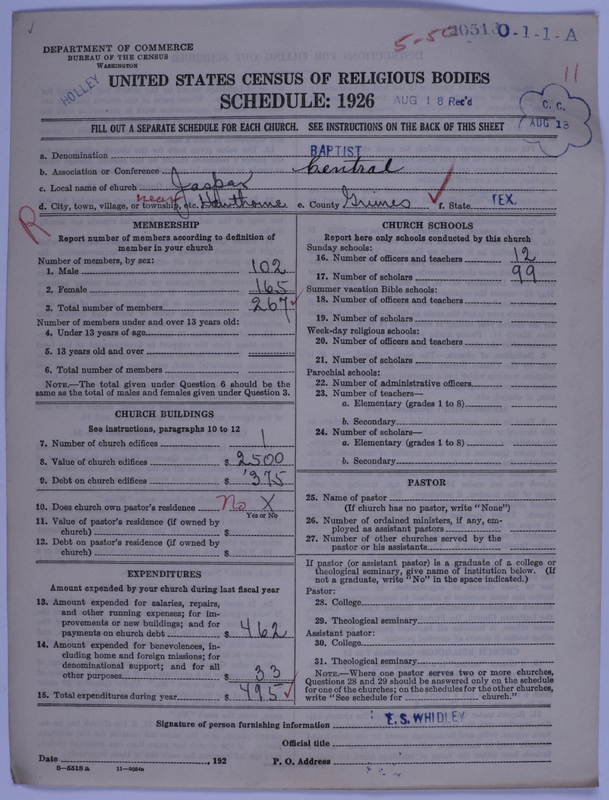 5-50 20513 O-1-1-A
DEPARTMENT OF COMMERCE
BUREAU OF THE CENSUS
WASHINGTON
HOLLEY
11
UNITED STATES CENSUS OF RELIGIOUS BODIES
SCHEDULE: 1926 AUG 18 Rec'd
C. C.
AUG 13
FILL OUT A SEPARATE SCHEDULE FOR EACH CHURCH. SEE INSTRUCTIONS ON THE BACK OF THIS SHEET
a. Denomination BAPTIST
b. Association or Conference Central
c. Local name of church Jaspar
d. City, town, village, or township, etc. near Hawthorne e. County Grimes f. State TEX.
R
MEMBERSHIP
Report number of members according to definition of
member in your church
Number of members, by sex:
1. Male 102
2. Female 165
3. Total number of members 267
Number of members under and over 13 years old:
4. Under 13 years of age
5. 13 years old and over
6. Total number of members
NOTE.—The total given under Question 6 should be
same as the total of males and females given under Question 3.
CHURCH BUILDINGS
See instructions, paragraphs 10 to 12
7. Number of church edifices 1
8. Value of church edifices $ 2500
9. Debt on church edifices $ 375
10. Does church own pastor's residence No X
Yes or No
11. Value of pastor's residence (if owned by
church) $
12. Debt on pastor's residence (if owned by
church) $
EXPENDITURES
Amount expended by your church during last fiscal year
13. Amount expended for salaries, repairs,
and other running expenses; for im-
provements or new buildings; and for
payments on church debt $ 462
14. Amount expended for benevolences, in-
cluding home and foreign missions; for
denominational support; and for all
other purposes $ 33
15. Total expenditures during year $ 495
CHURCH SCHOOLS
Report here only schools conducted by this church
Sunday schools:
16. Number of officers and teachers 12
17. Number of scholars 99
Summer vacation Bible schools:
18. Number of officers and teachers
19. Number of scholars
Week-day religious schools:
20. Number of officers and teachers
21. Number of scholars
Parochial schools:
22. Number of administrative officers
23. Number of teachers—
a. Elementary (grades 1 to 8)
b. Secondary
24. Number of scholars—
a. Elementary (grades 1 to 8)
b. Secondary
PASTOR
25. Name of pastor
(If church has no pastor, write "None")
26. Number of ordained ministers, if any, em-
ployed as assistant pastors
27. Number of other churches served by the
pastor or his assistants
If pastor (or assistant pastor) is a graduate of a college or
theological seminary, give name of institution below. (If
not a graduate, write "No" in the space indicated.)
Pastor:
28. College
29. Theological seminary
Assistant pastor:
30. College
31. Theological seminary
NOTE.—Where one pastor serves two or more churches,
Questions 28 and 29 should be answered only on the schedule
for one of the churches; on the schedules for the other churches,
write "See schedule for church."
Signature of person furnishing information E. S. WHIDLEY
Official title
Date , 192 P. O. Address
8-5518a 11-9054a